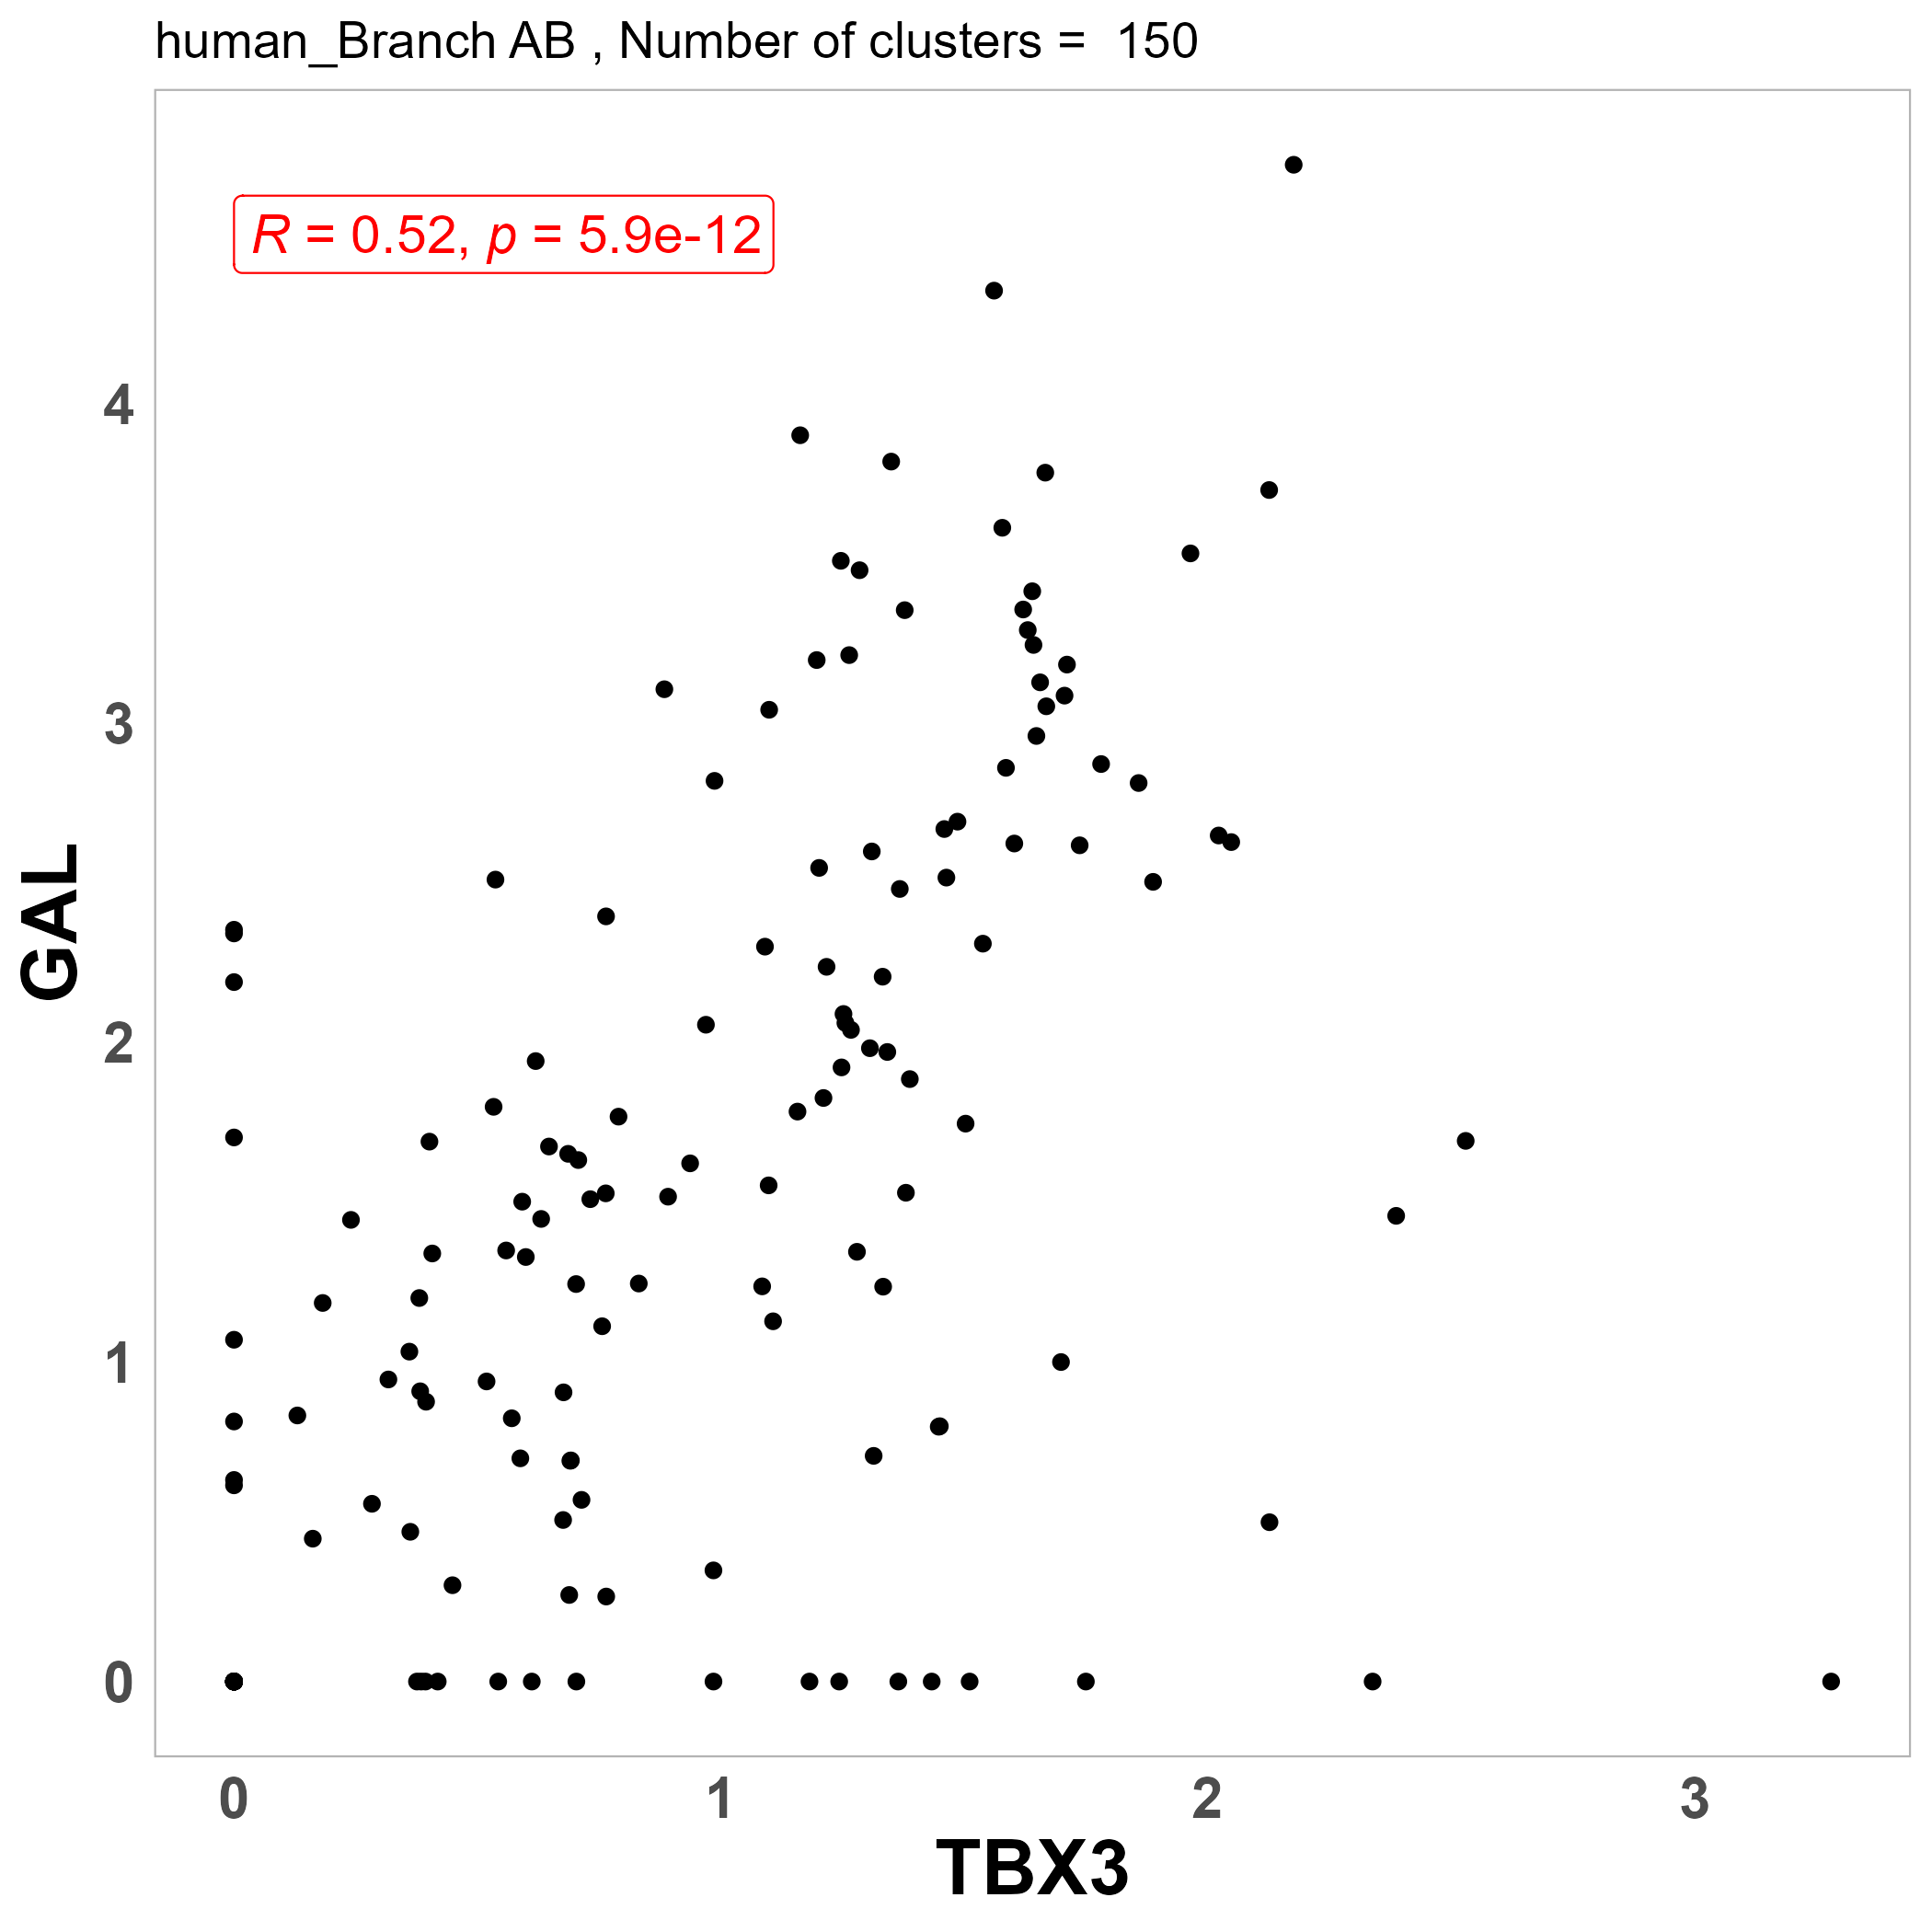 human_Branch AB , Number of clusters =  150
R = 0.52, p = 5.9e-12
4
3
2
1
0
GAL
0 1 2 3
TBX3